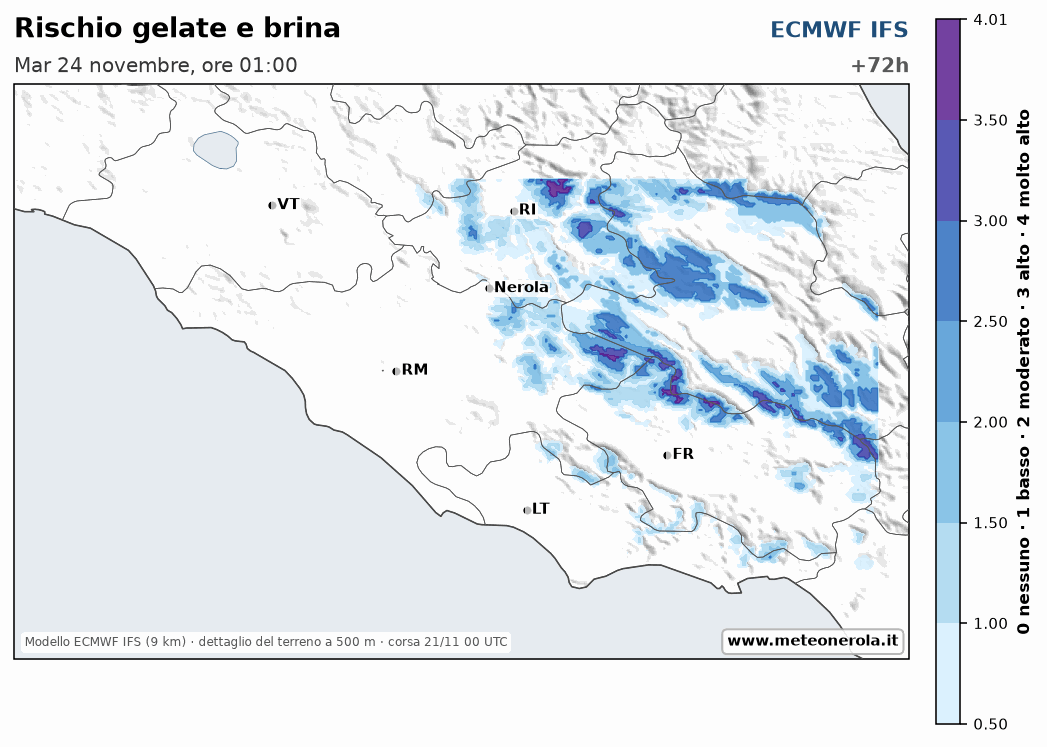 Rischio gelate e brina
ECMWF IFS
Mar 24 novembre, ore 01:00
+72h
VT
RI
Nerola
RM
FR
LT
Modello ECMWF IFS (9 km) · dettaglio del terreno a 500 m · corsa 21/11 00 UTC
www.meteonerola.it
4.01
3.50
3.00
2.50
2.00
1.50
1.00
0.50
0 nessuno · 1 basso · 2 moderato · 3 alto · 4 molto alto